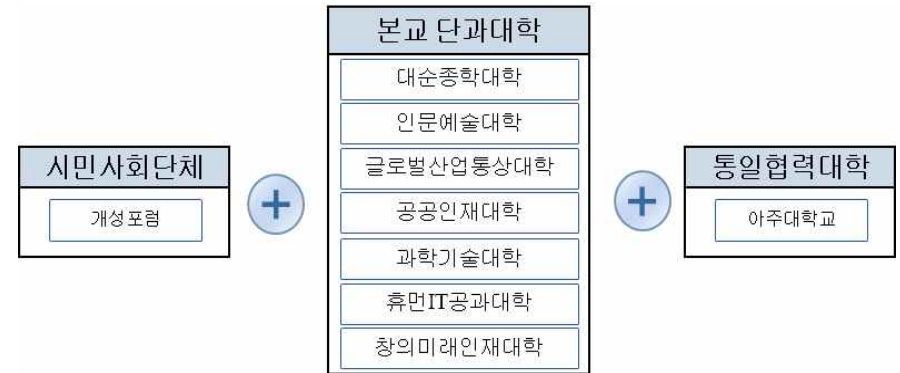 본교 단과대학
대순종학대학
인문예술대학
시민사회단체
글로벌산업통상대학
통일협력대학
개성포럼
+
공공인재대학
+
아주대학교
과학기술대학
휴먼IT공과대학
창의미래인재대학